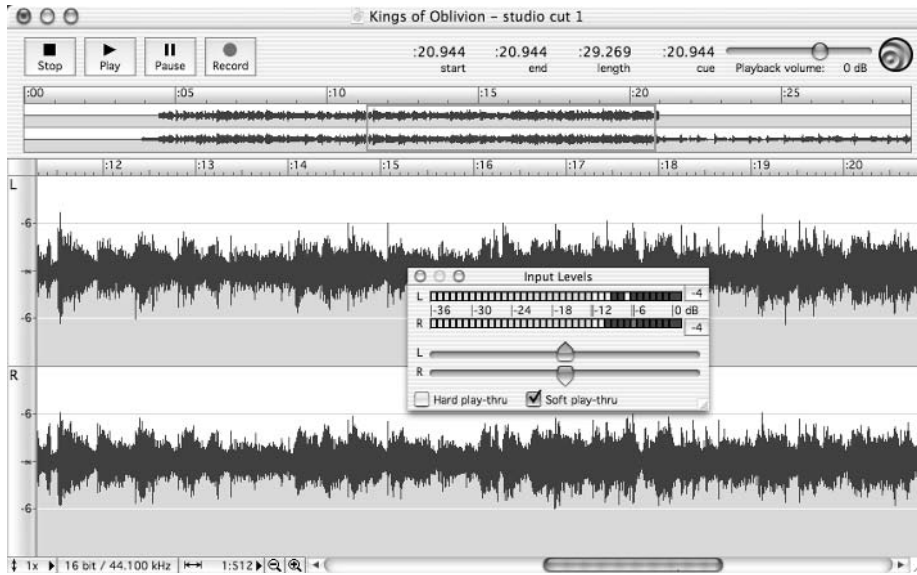 Kings of Oblivion – studio cut 1
Stop Play Pause Record
:20.944 :20.944 :29.269 :20.944
start end length cue Playback volume: 0 dB
:00 :05 :10 :15 :20 :25
:12 :13 :14 :15 :16 :17 :18 :19 :20
L
-6-
-∞-
-6-
Input Levels
L -4
-36 -30 -24 -18 -12 -6 0 dB
R -4
L
R
Hard play-thru Soft play-thru
R
-6-
-∞-
-6-
1x 16 bit / 44.100 kHz 1:512